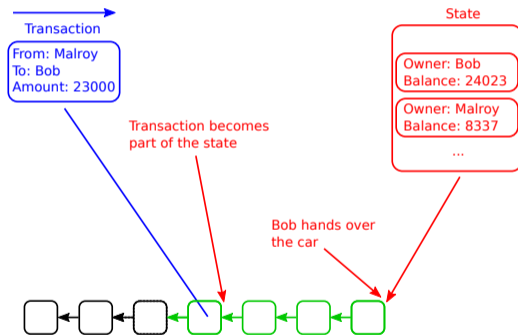 Transaction
From: Malroy
To: Bob
Amount: 23000
State
Owner: Bob
Balance: 24023
Owner: Malroy
Balance: 8337
...
Transaction becomes
part of the state
Bob hands over
the car